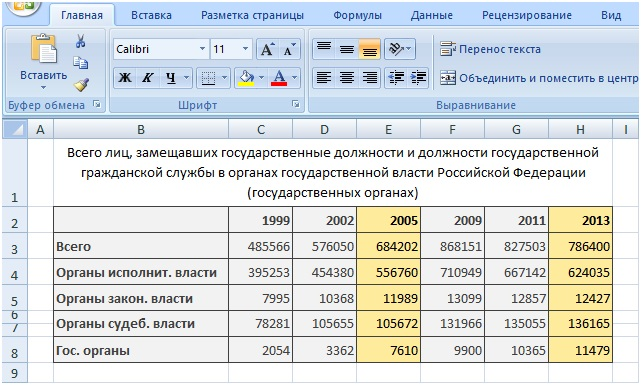 Главная Вставка Разметка страницы Формулы Данные Рецензирование Вид
Calibri 11 Перенос текста
Вставить Ж К Ч Объединить и поместить в центр
Буфер обмена Шрифт Выравнивание
A B C D E F G H I
1 Всего лиц, замещавших государственные должности и должности государственной
гражданской службы в органах государственной власти Российской Федерации
(государственных органах)
2 1999 2002 2005 2009 2011 2013
3 Всего 485566 576050 684202 868151 827503 786400
4 Органы исполнит. власти 395253 454380 556760 710949 667142 624035
5 Органы закон. власти 7995 10368 11989 13099 12857 12427
6
7 Органы судеб. власти 78281 105655 105672 131966 135055 136165
8 Гос. органы 2054 3362 7610 9900 10365 11479
9